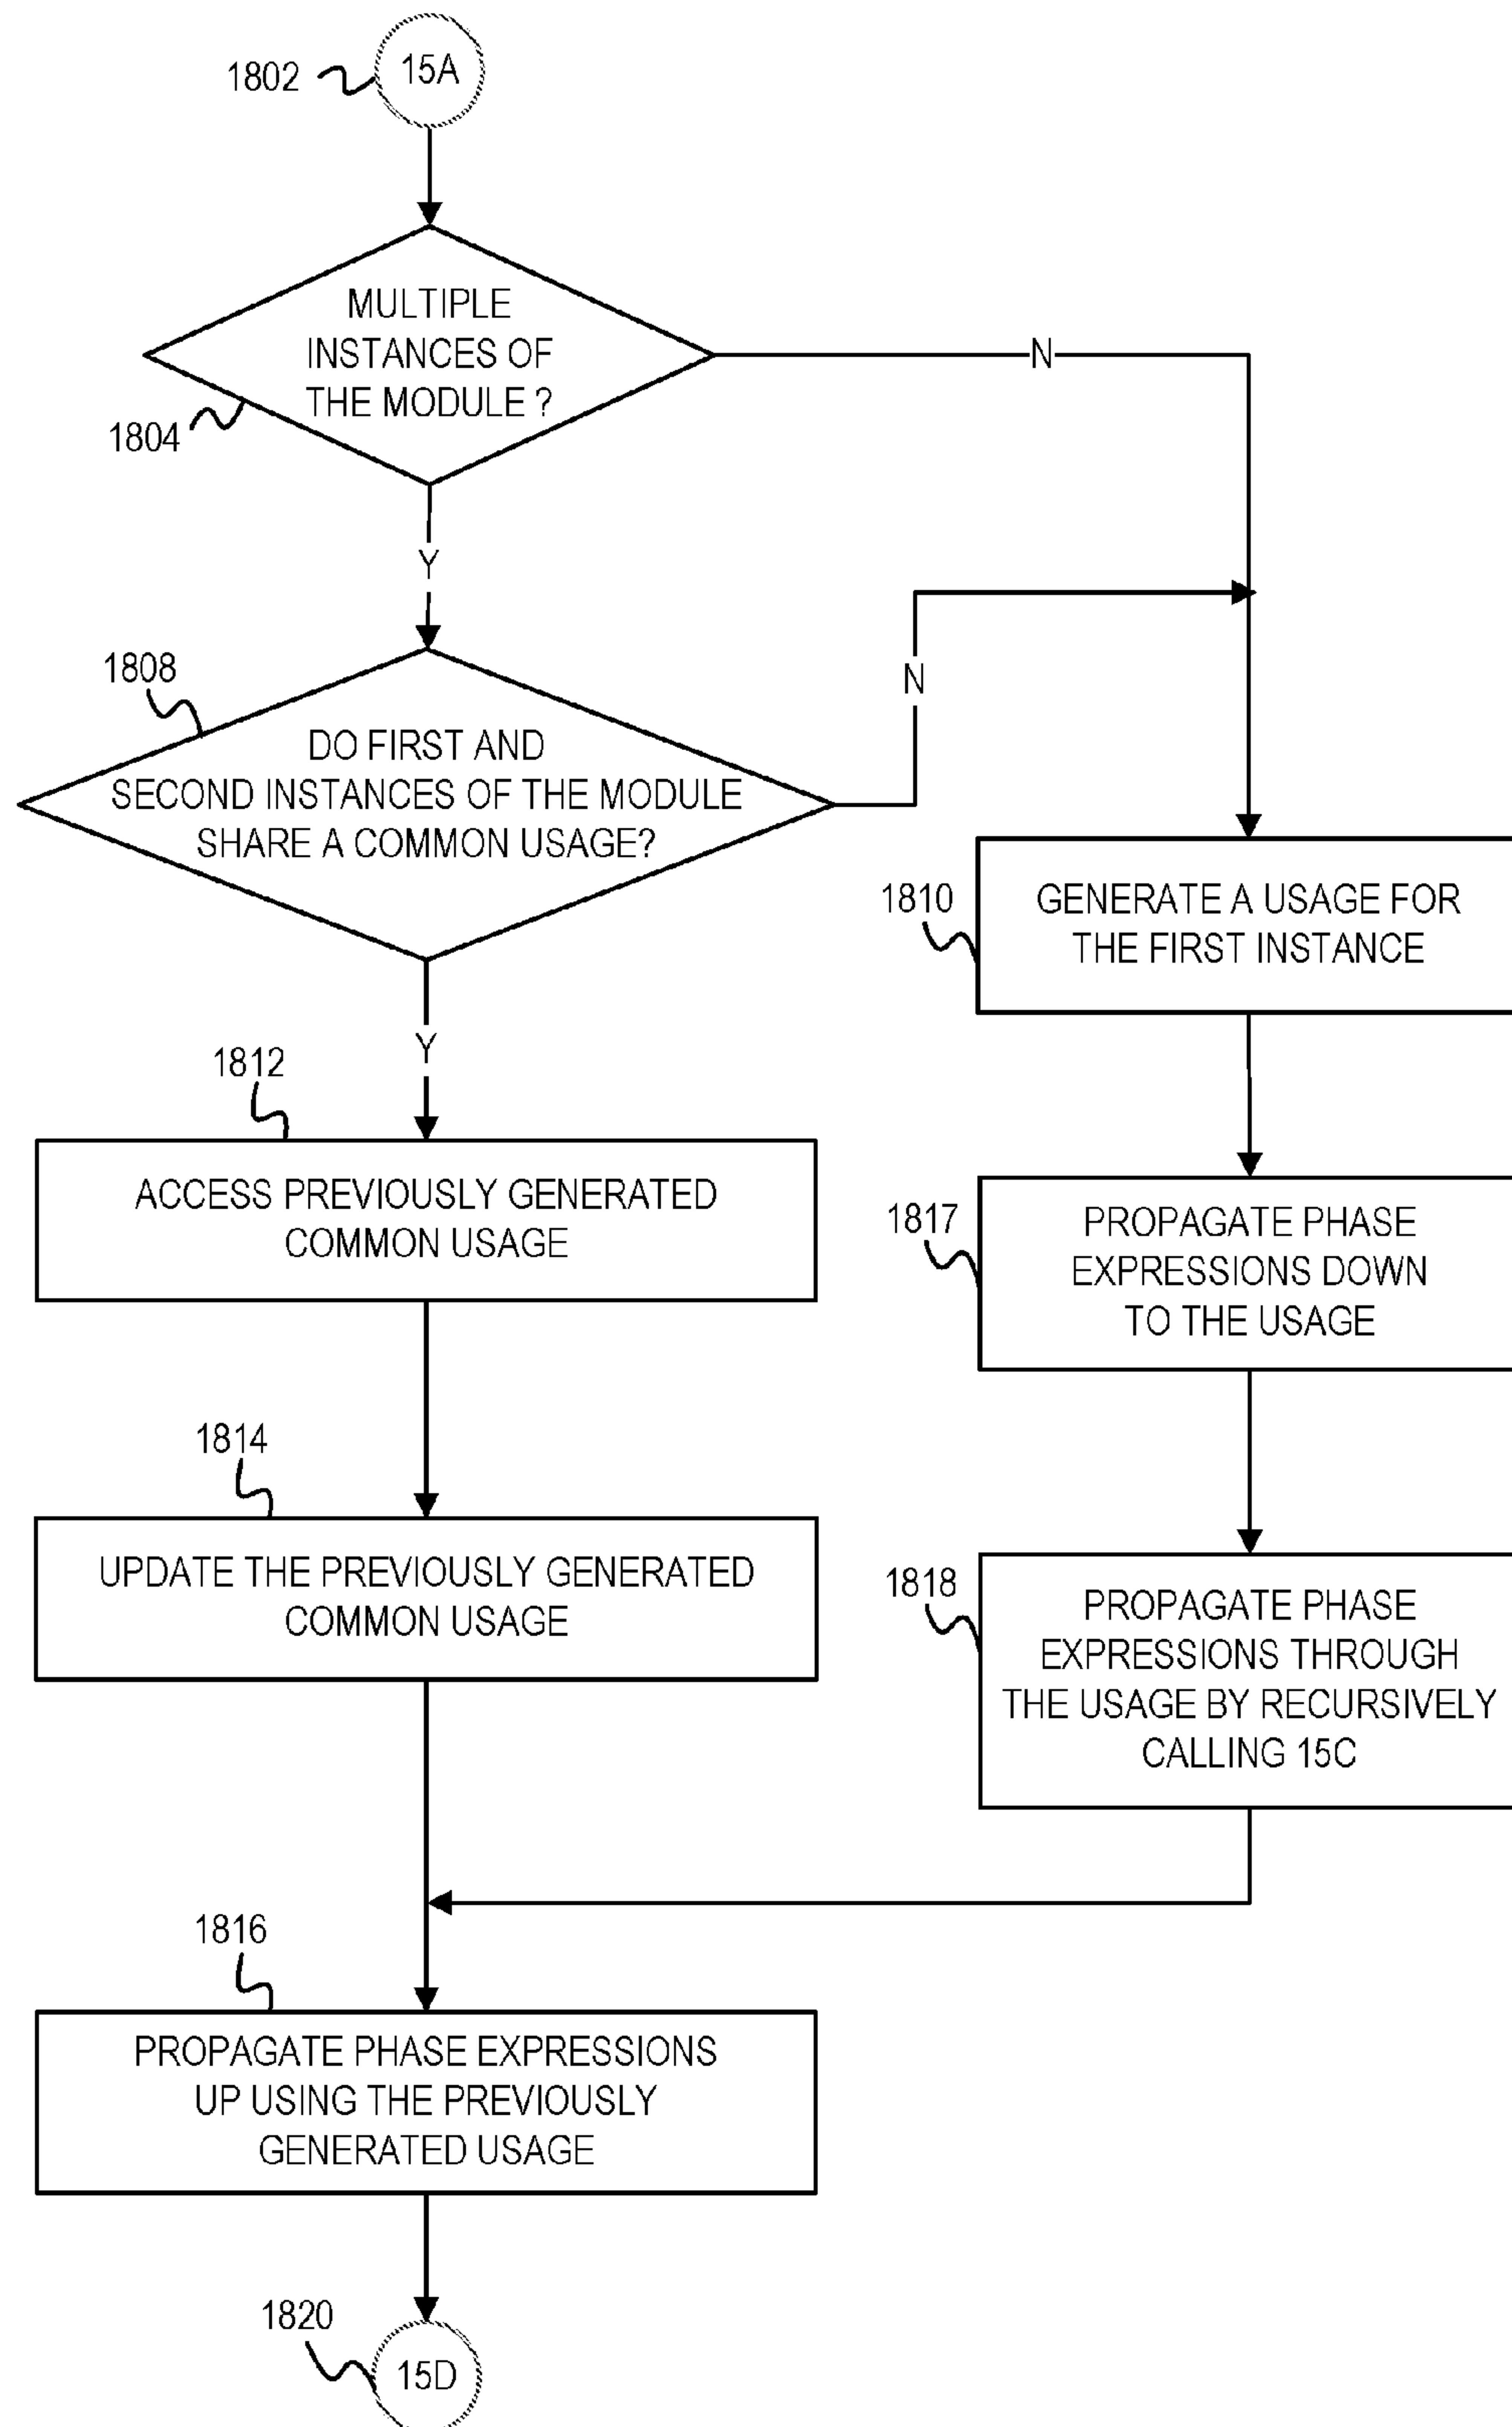 1802
15A
MULTIPLE
INSTANCES OF
THE MODULE ?
1804
N
Y
1808
DO FIRST AND
SECOND INSTANCES OF THE MODULE
SHARE A COMMON USAGE?
N
Y
1810
GENERATE A USAGE FOR
THE FIRST INSTANCE
1812
ACCESS PREVIOUSLY GENERATED
COMMON USAGE
1817
PROPAGATE PHASE
EXPRESSIONS DOWN
TO THE USAGE
1814
UPDATE THE PREVIOUSLY GENERATED
COMMON USAGE
1818
PROPAGATE PHASE
EXPRESSIONS THROUGH
THE USAGE BY RECURSIVELY
CALLING 15C
1816
PROPAGATE PHASE EXPRESSIONS
UP USING THE PREVIOUSLY
GENERATED USAGE
1820
15D